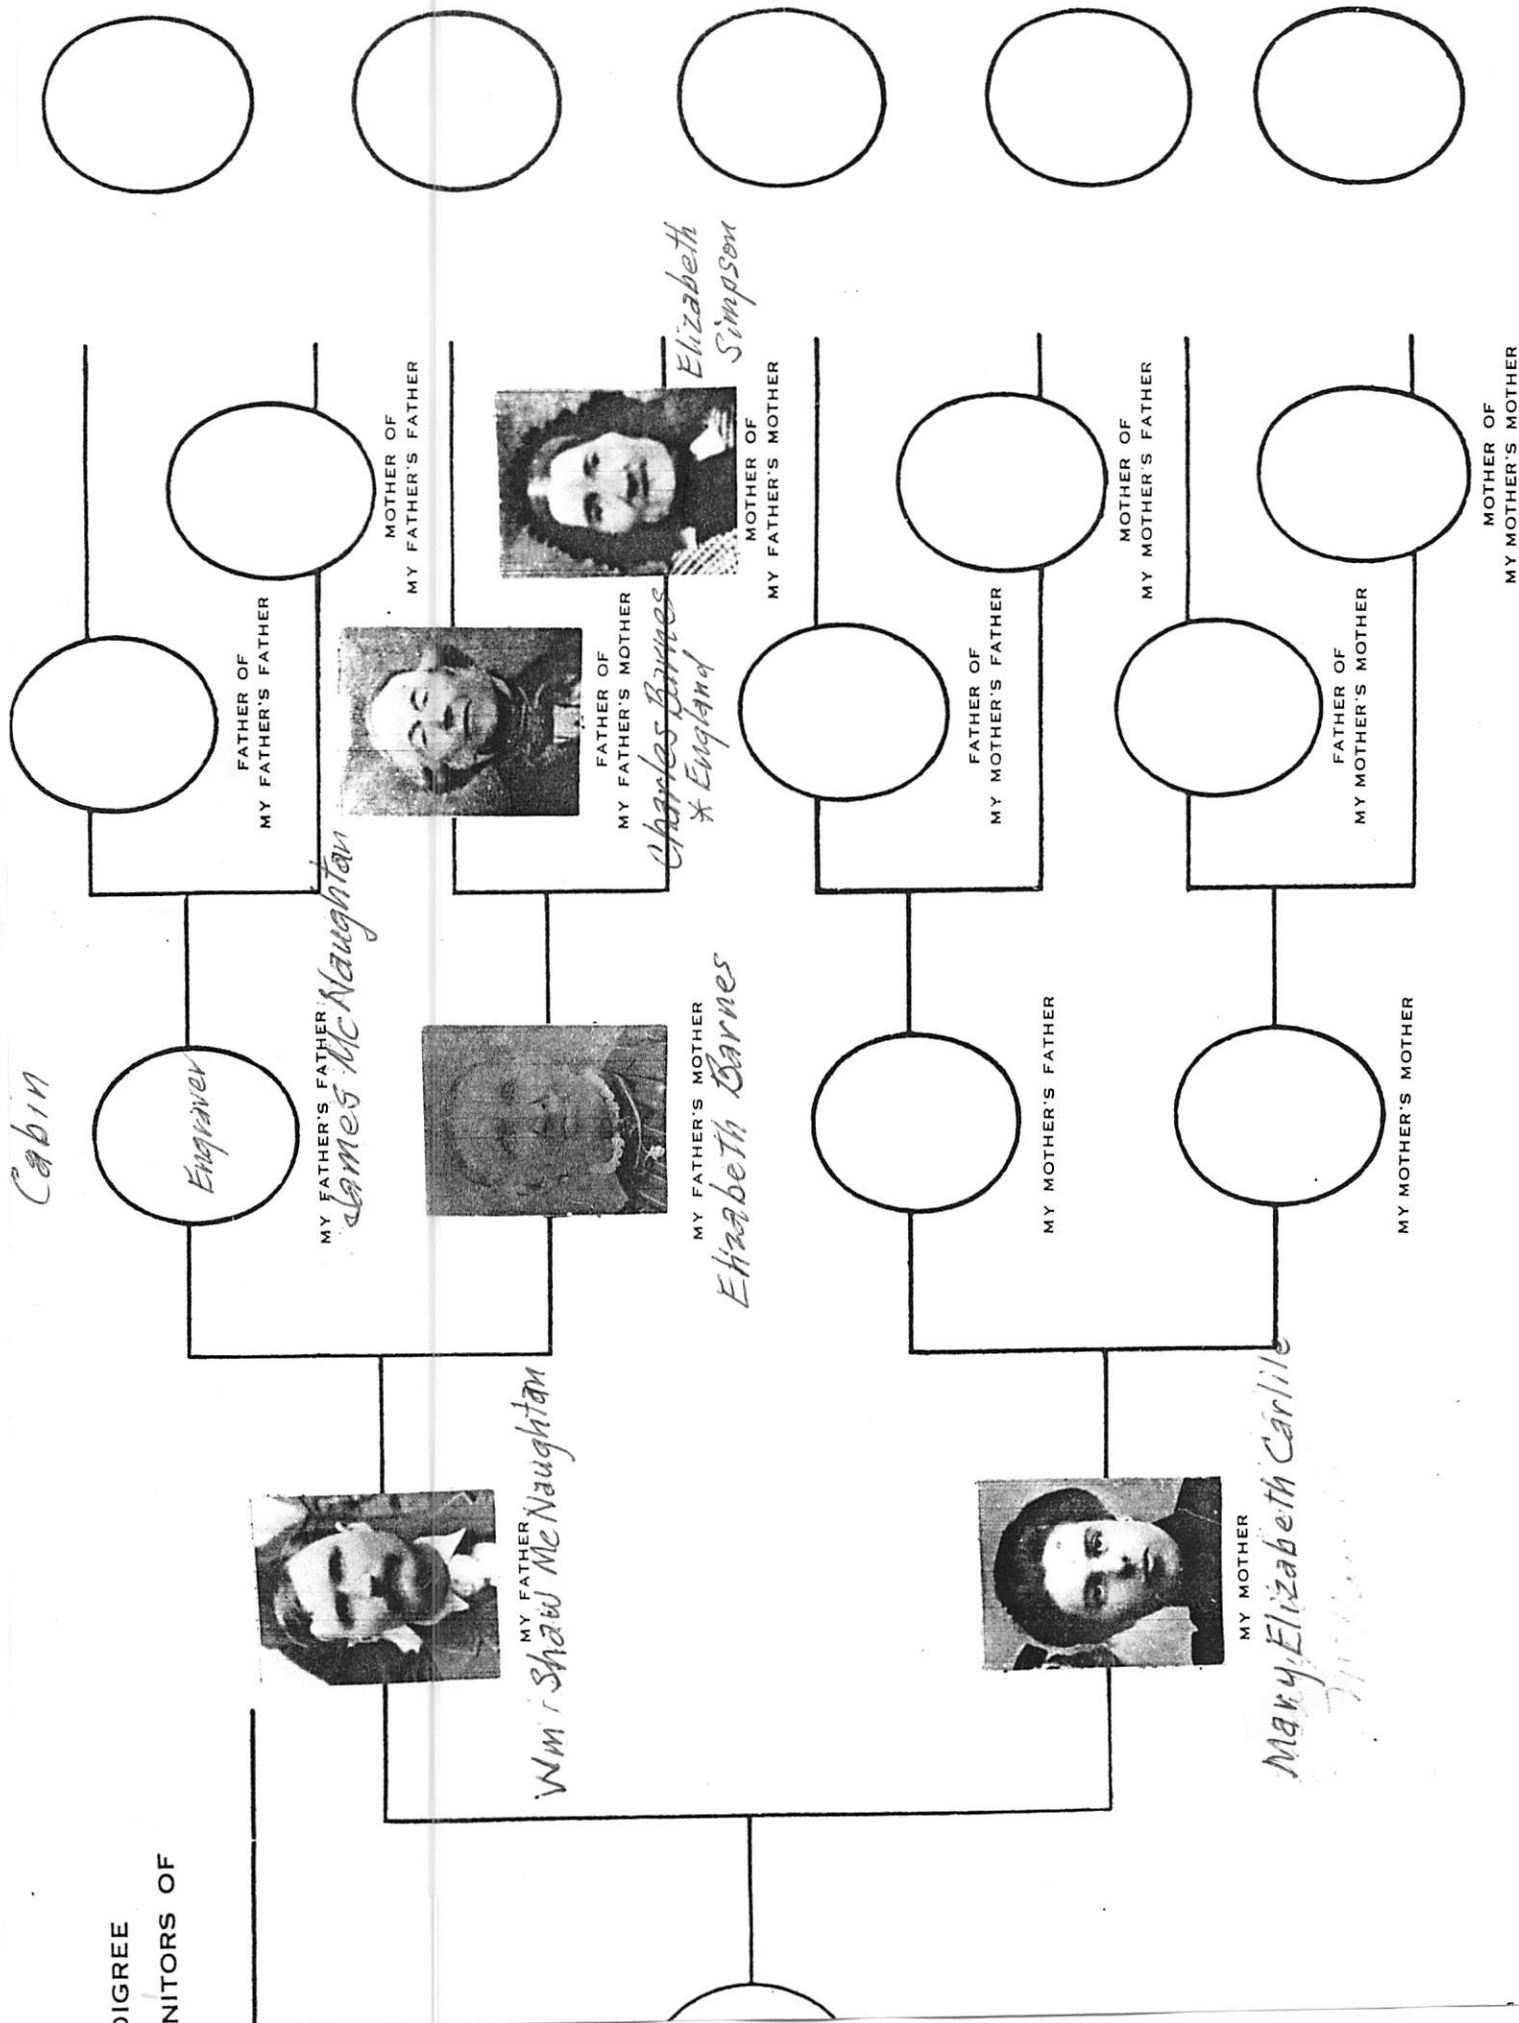 DIGREE
NITORS OF
Cabin
Engraver
MY FATHER'S FATHER
James McNaughtan
FATHER OF
MY FATHER'S FATHER
MOTHER OF
MY FATHER'S FATHER
MY FATHER
Wm. Shaw McNaughtan
MY FATHER'S MOTHER
Elizabeth Barnes
FATHER OF
MY FATHER'S MOTHER
Charles Barnes
* England
Elizabeth
Simpson
MOTHER OF
MY FATHER'S MOTHER
MY MOTHER
Mary Elizabeth Carlile
MY MOTHER'S FATHER
FATHER OF
MY MOTHER'S FATHER
MOTHER OF
MY MOTHER'S FATHER
MY MOTHER'S MOTHER
FATHER OF
MY MOTHER'S MOTHER
MOTHER OF
MY MOTHER'S MOTHER